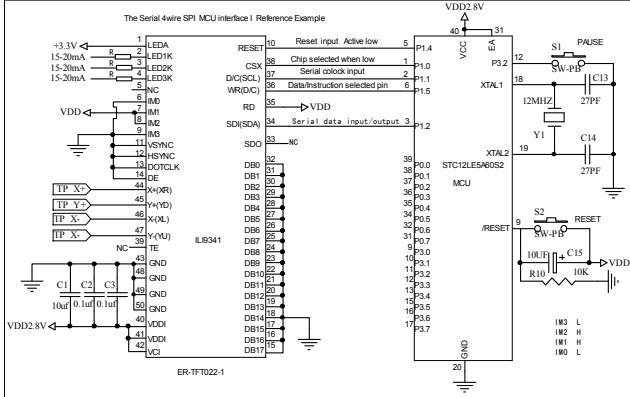 The Serial 4wire SPI MCU interface I Reference Example
VDD2.8V
40
31
VCC
EA
+3.3V
15-20mA
15-20mA
15-20mA
R
R
R
1 LEDA
2 LED1K
3 LED2K
4 LED3K
5 NC
6 IM0
7 IM1
8 IM2
9 IM3
11 VSYNC
12 HSYNC
13 DOTCLK
14 DE
44 X+(XR)
45 Y+(YD)
46 X-(XL)
47 Y-(YU)
39 TE
43 GND
48 GND
49 GND
50 GND
40 VDDI
41 VDDI
42 VCI
VDD
TP X+
TP Y+
TP X-
TP X-
NC
C1 C2 C3
10uf 0.1uf 0.1uf
VDD2.8V
ILI9341
ER-TFT022-1
RESET 10
CSX 38
D/C(SCL) 37
WR(D/C) 36
RD 35
SDI(SDA) 34
SDO 33
DB0 32
DB1 31
DB2 30
DB3 29
DB4 28
DB5 27
DB6 26
DB7 25
DB8 24
DB9 23
DB10 22
DB11 21
DB12 20
DB13 19
DB14 18
DB15 17
DB16 16
DB17 15
Reset input Active low
Chip selected when low
Serial colock input
Data/Instruction selected pin
VDD
Serial data input/output
NC
5 P1.4
1 P1.0
2 P1.1
6 P1.5
3 P1.2
39 P0.0
38 P0.1
37 P0.2
36 P0.3
35 P0.4
34 P0.5
32 P0.6
32 P0.7
10 P3.0
11 P3.1
12 P3.2
13 P3.3
14 P3.4
15 P3.5
16 P3.6
17 P3.7
STC12LE5A60S2
MCU
GND
20
P3.2 12
XTAL1 18
XTAL2 19
/RESET 9
S1 PAUSE
SW-PB
C13
27PF
12MHZ
Y1
C14
27PF
S2
RESET
SW-PB
10UF C15
+
VDD
R10 10K
IM3 L
IM2 H
IM1 H
IM0 L